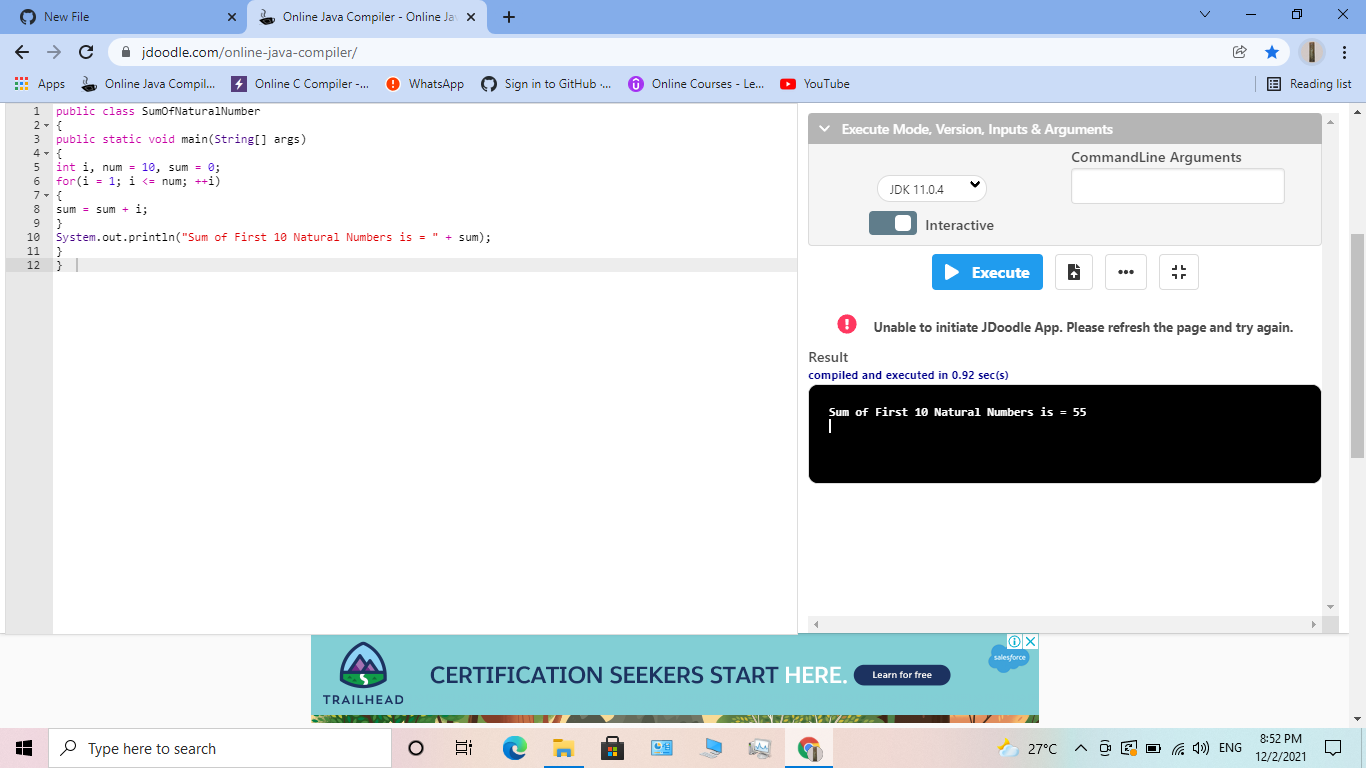 New File
Online Java Compiler - Online Ja
jdoodle.com/online-java-compiler/
Apps
Online Java Compil...
Online C Compiler -...
WhatsApp
Sign in to GitHub ·...
Online Courses - Le...
YouTube
Reading list
1 public class SumOfNaturalNumber
2 {
3 public static void main(String[] args)
4 {
5 int i, num = 10, sum = 0;
6 for(i = 1; i <= num; ++i)
7 {
8 sum = sum + i;
9 }
10 System.out.println("Sum of First 10 Natural Numbers is = " + sum);
11 }
12 }
Execute Mode, Version, Inputs & Arguments
CommandLine Arguments
JDK 11.0.4
Interactive
Execute
Unable to initiate JDoodle App. Please refresh the page and try again.
Result
compiled and executed in 0.92 sec(s)
Sum of First 10 Natural Numbers is = 55
TRAILHEAD
CERTIFICATION SEEKERS START HERE.
Learn for free
salesforce
Type here to search
27°C
ENG
8:52 PM
12/2/2021